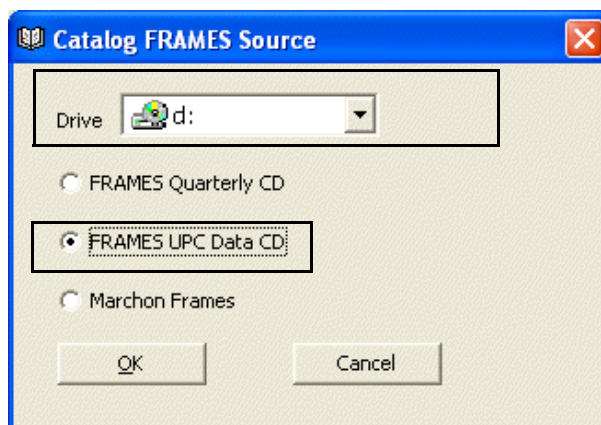 Catalog FRAMES Source
Drive d:
FRAMES Quarterly CD
FRAMES UPC Data CD
Marchon Frames
OK Cancel